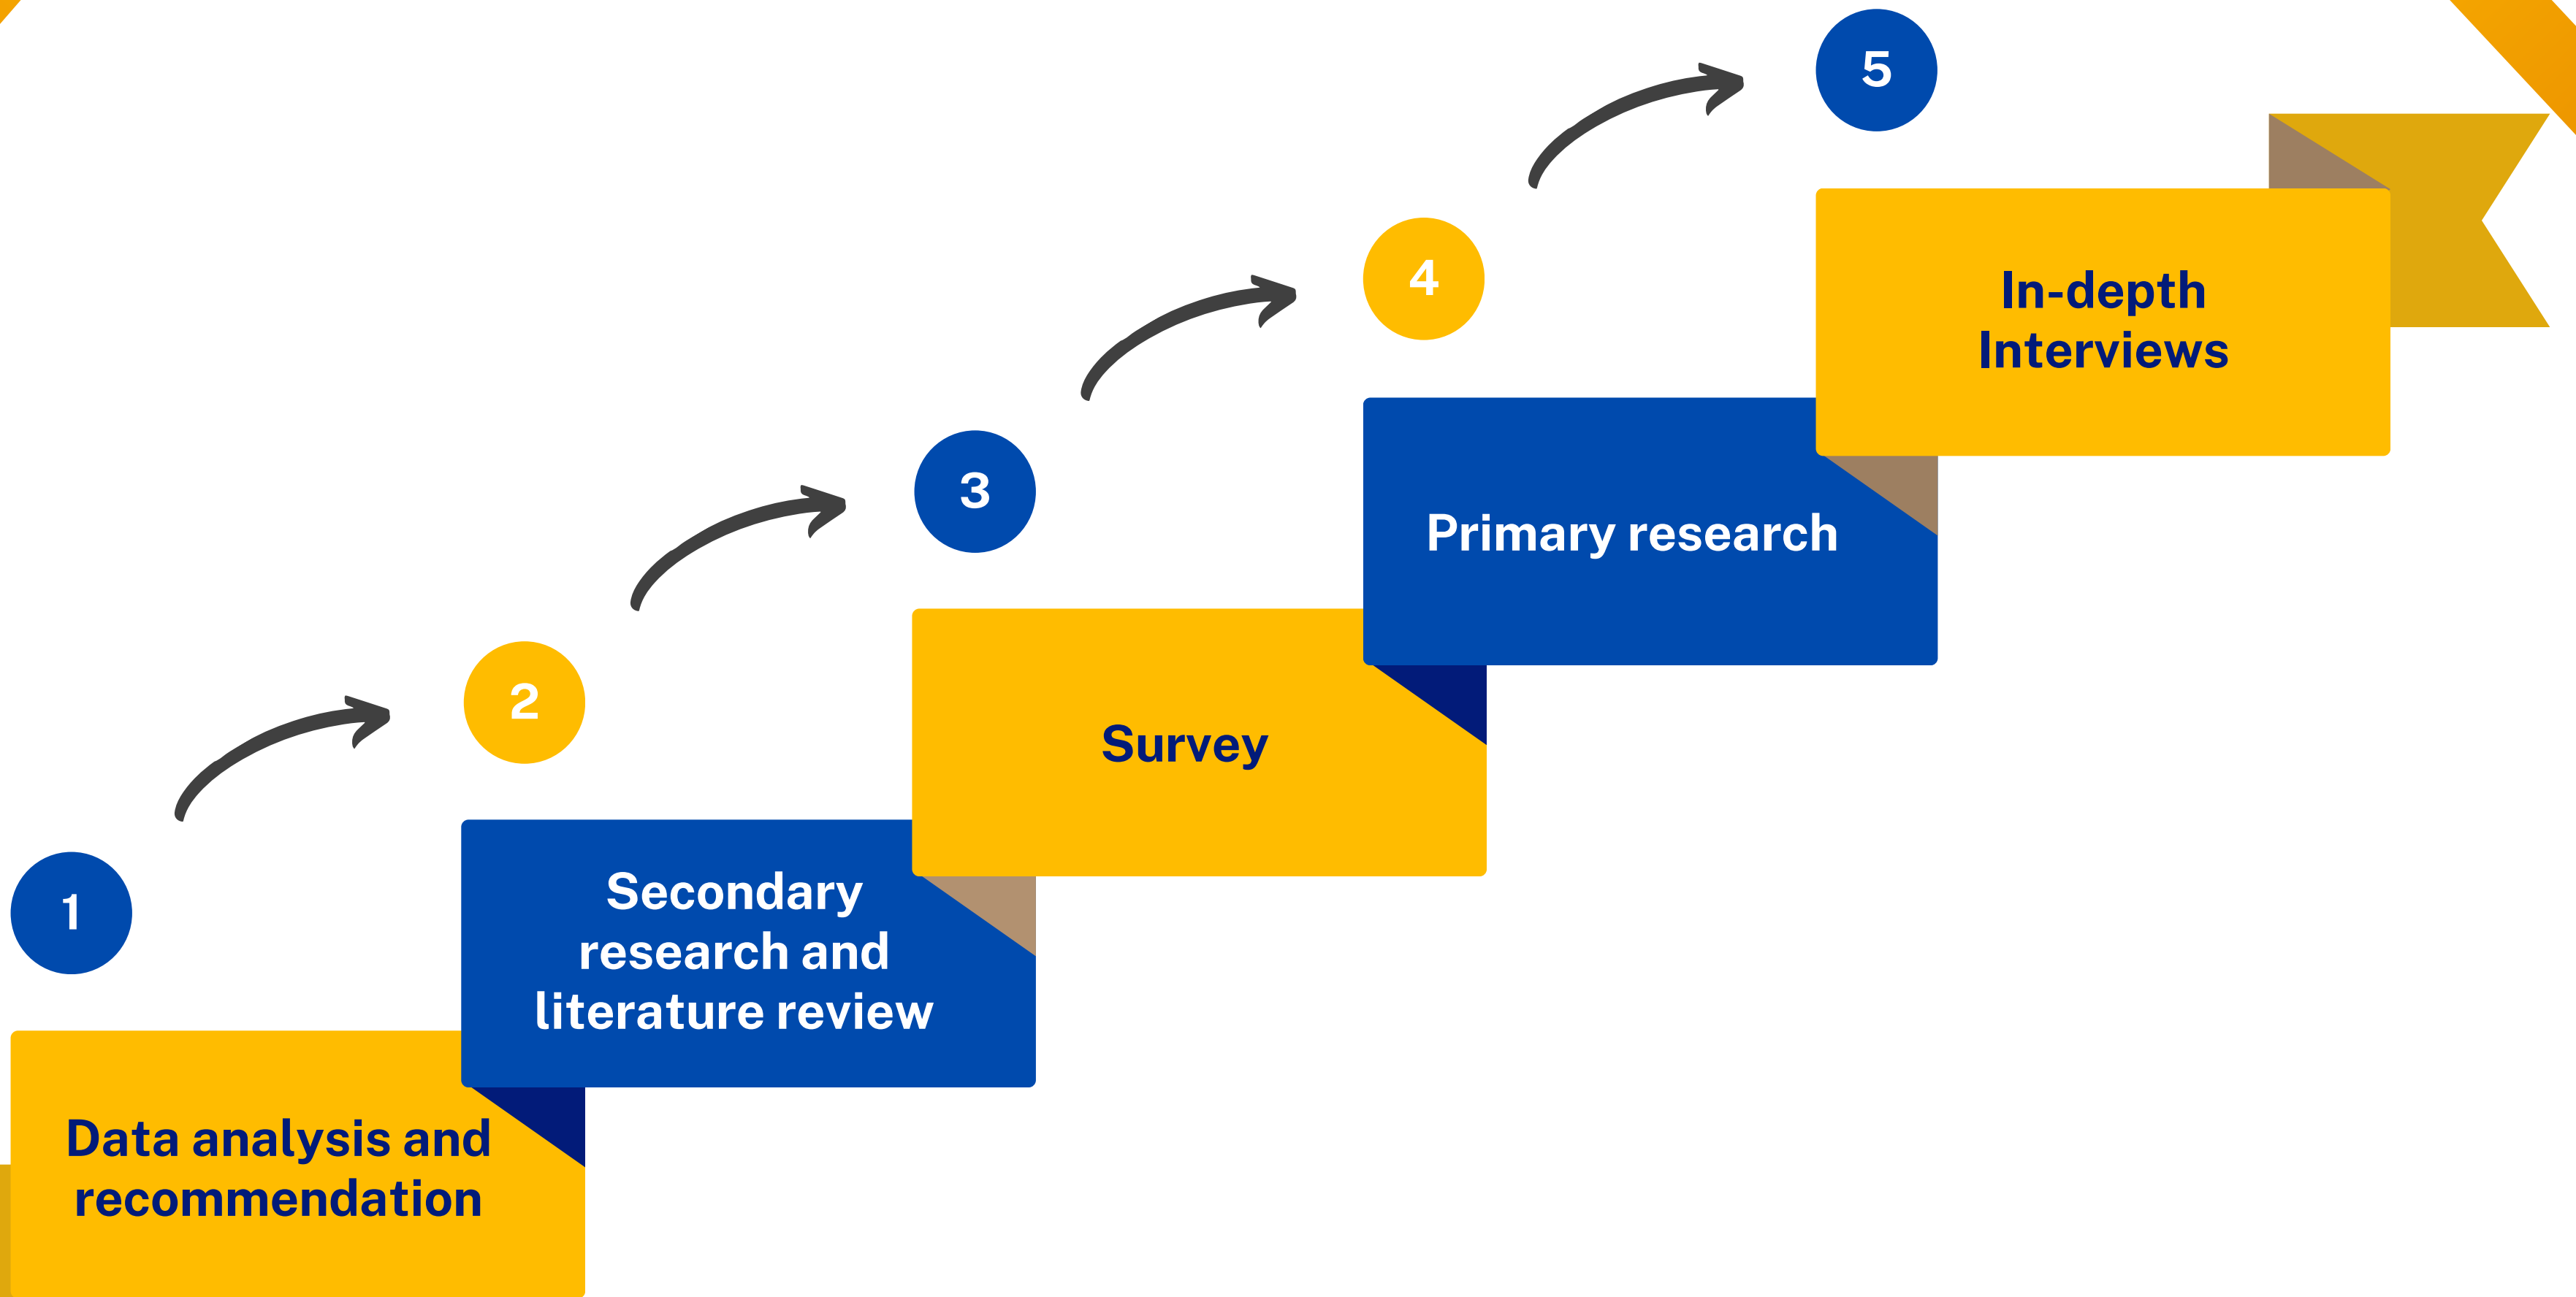 1
Data analysis and
recommendation
2
Secondary
research and
literature review
3
Survey
4
Primary research
5
In-depth
Interviews